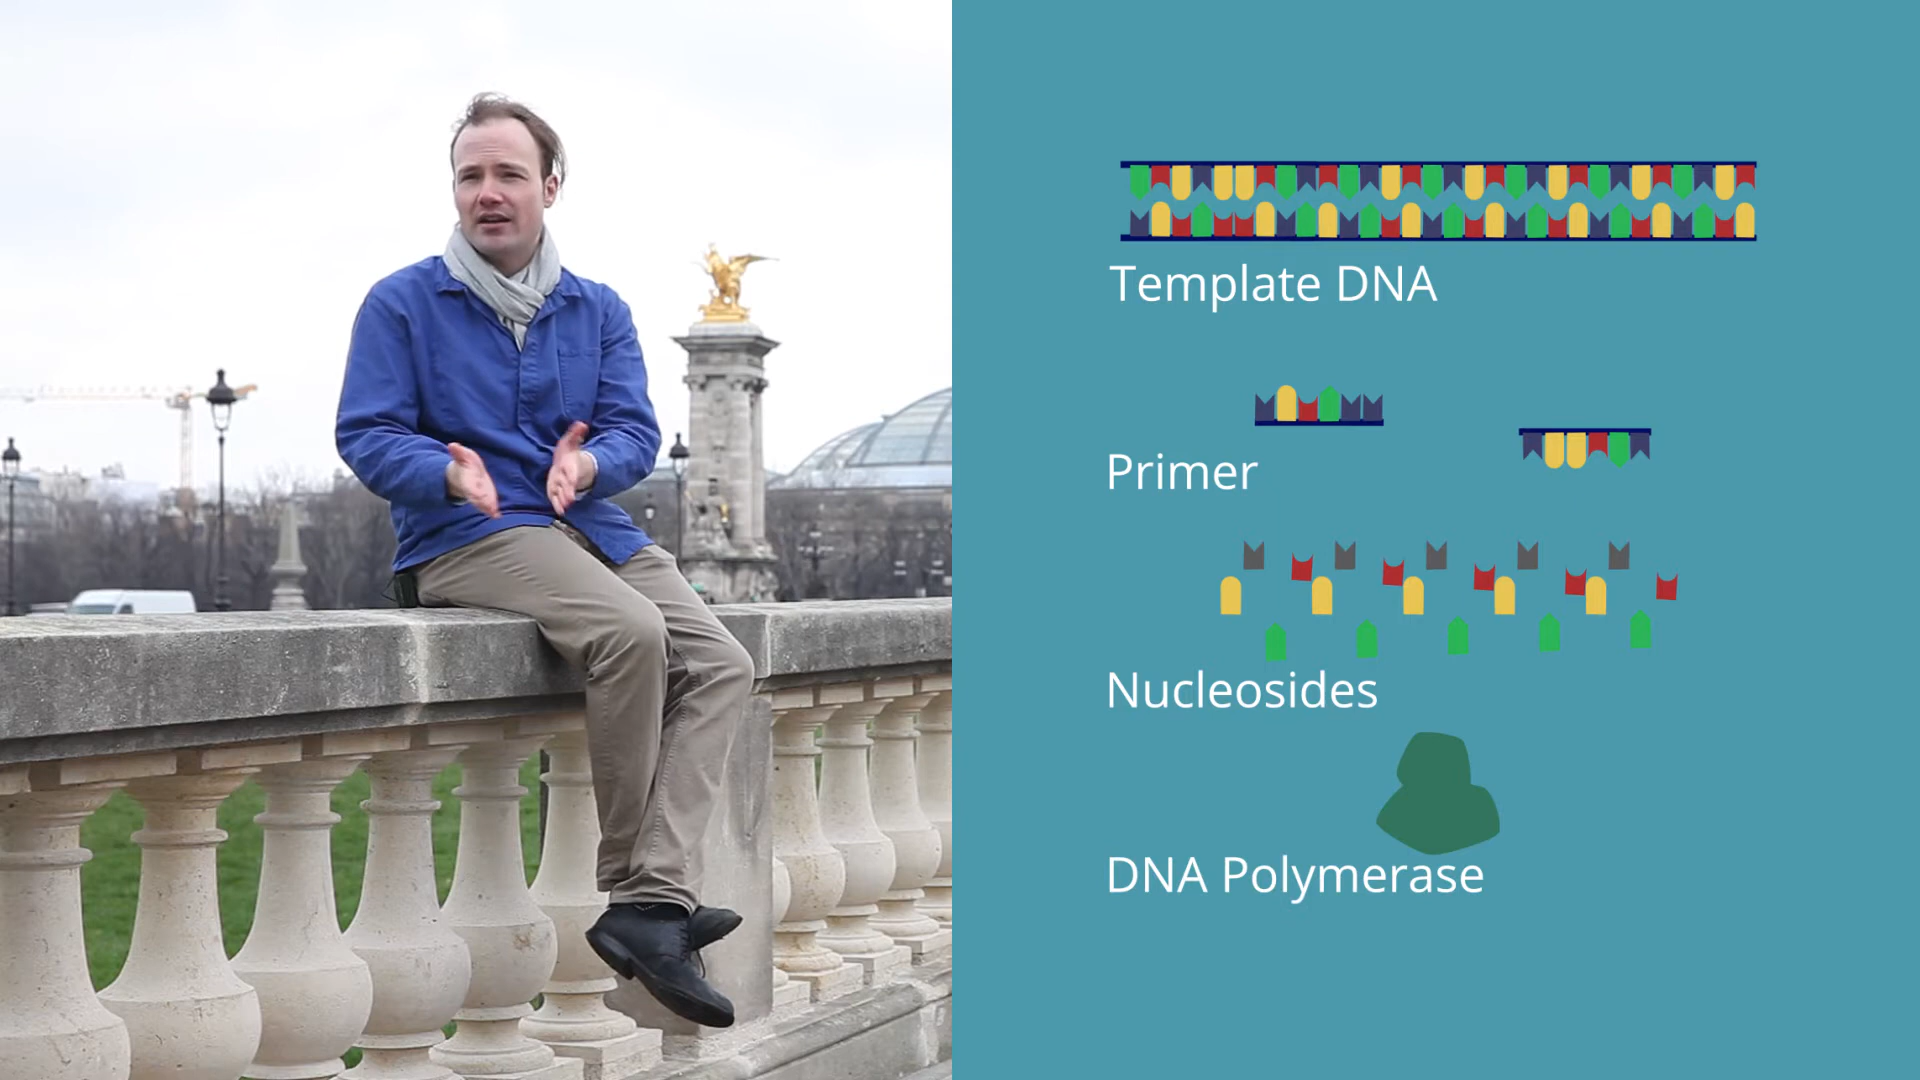 Template DNA
Primer
Nucleosides
DNA Polymerase